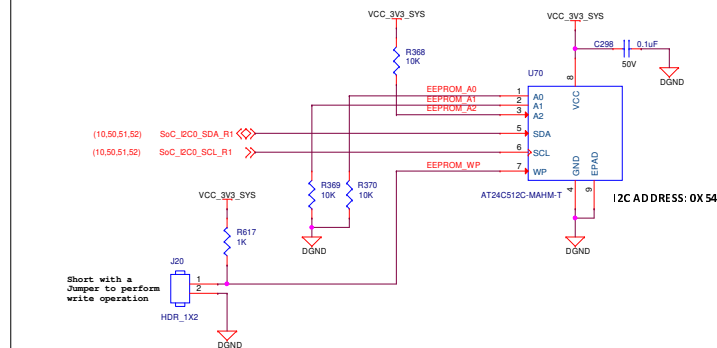 VCC_3V3_SYS
VCC_3V3_SYS
R368
10K
C298
0.1uF
50V
DGND
U70
8
VCC
EEPROM_A0
1
A0
EEPROM_A1
2
A1
EEPROM_A2
3
A2
(10,50,51,52)
SoC_I2C0_SDA_R1
5
SDA
(10,50,51,52)
SoC_I2C0_SCL_R1
6
SCL
EEPROM_WP
7
WP
GND
EPAD
4
9
AT24C512C-MAHM-T
I2C ADDRESS: 0X54
R369
10K
R370
10K
DGND
DGND
VCC_3V3_SYS
R617
1K
J20
1
2
Short with a
Jumper to perform
write operation
HDR_1X2
DGND